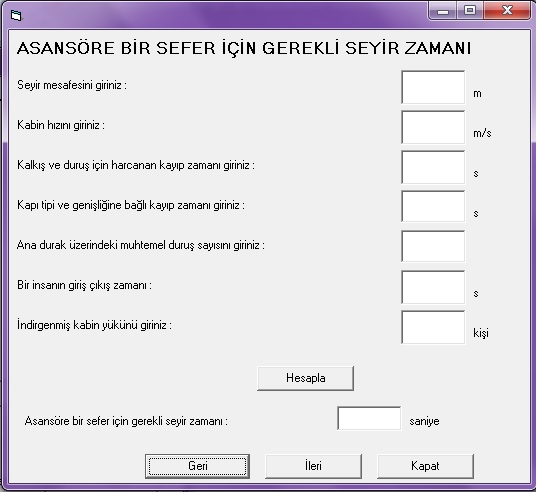 ASANSÖRE BİR SEFER İÇİN GEREKLİ SEYİR ZAMANI
Seyir mesafesini giriniz : m
Kabin hızını giriniz : m/s
Kalkış ve duruş için harcanan kayıp zamanı giriniz : s
Kapı tipi ve genişliğine bağlı kayıp zamanı giriniz : s
Ana durak üzerindeki muhtemel duruş sayısını giriniz :
Bir insanın giriş çıkış zamanı : s
İndirgenmiş kabin yükünü giriniz : kişi
Hesapla
Asansöre bir sefer için gerekli seyir zamanı : saniye
Geri İleri Kapat